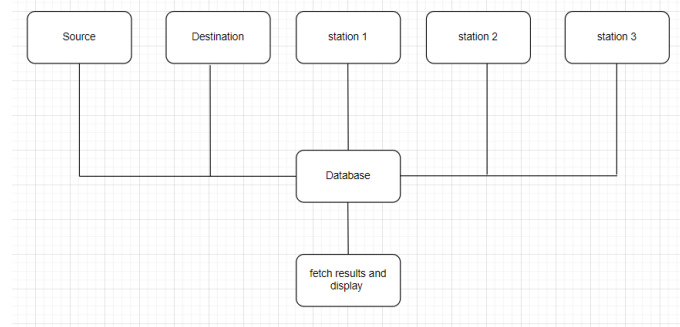 Source
Destination
station 1
station 2
station 3
Database
fetch results and
display